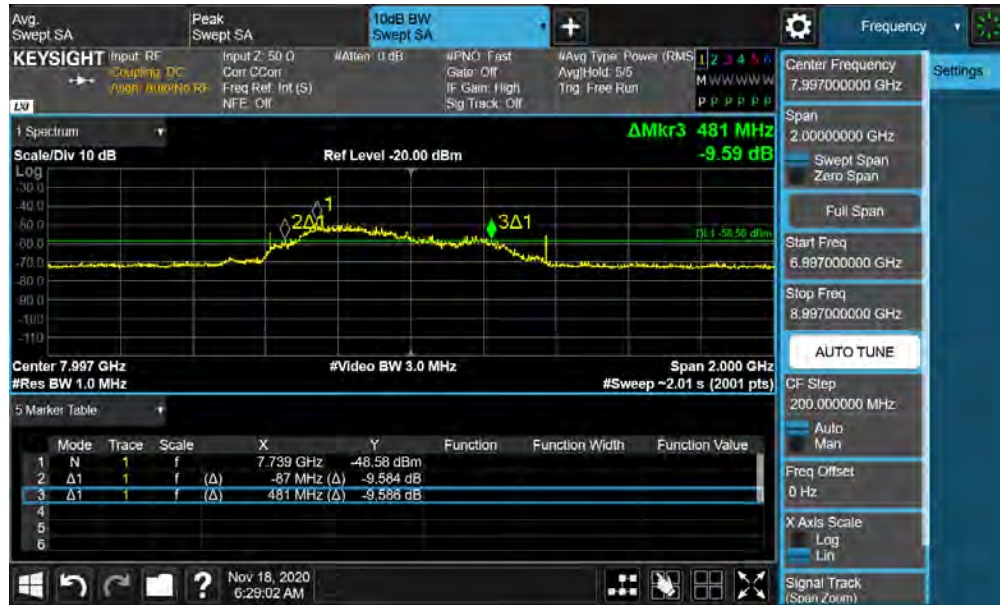 Avg. Peak 10dB BW
Swept SA Swept SA Swept SA
Frequency
KEYSIGHT Input: RF Input Z: 50 Ω #Atten: 0 dB #PNO: Fast #Avg Type: Power (RMS 1 2 3 4 5 6
Coupling: DC Corr CCorr Gate: Off Avg|Hold: 5/5 M W W W W W
Align: Auto/No RF Freq Ref: Int (S) IF Gain: High Trig: Free Run
NFE: Off Sig Track: Off P P P P P P
LXI
1 Spectrum
ΔMkr3 481 MHz
Scale/Div 10 dB Ref Level -20.00 dBm -9.59 dB
Log
-30.0
-40.0
-50.0
-60.0
-70.0
-80.0
-90.0
-100
-110
1
2Δ1
3Δ1
DL1 -58.58 dBm
Center 7.997 GHz #Video BW 3.0 MHz Span 2.000 GHz
#Res BW 1.0 MHz #Sweep ~2.01 s (2001 pts)
5 Marker Table
Mode Trace Scale X Y Function Function Width Function Value
1 N 1 f 7.739 GHz -48.58 dBm
2 Δ1 1 f (Δ) -87 MHz (Δ) -9.584 dB
3 Δ1 1 f (Δ) 481 MHz (Δ) -9.586 dB
4
5
6
?
Nov 18, 2020
6:29:02 AM
Settings
Center Frequency
7.997000000 GHz
Span
2.00000000 GHz
Swept Span
Zero Span
Full Span
Start Freq
6.997000000 GHz
Stop Freq
8.997000000 GHz
AUTO TUNE
CF Step
200.000000 MHz
Auto
Man
Freq Offset
0 Hz
X Axis Scale
Log
Lin
Signal Track
(Span Zoom)